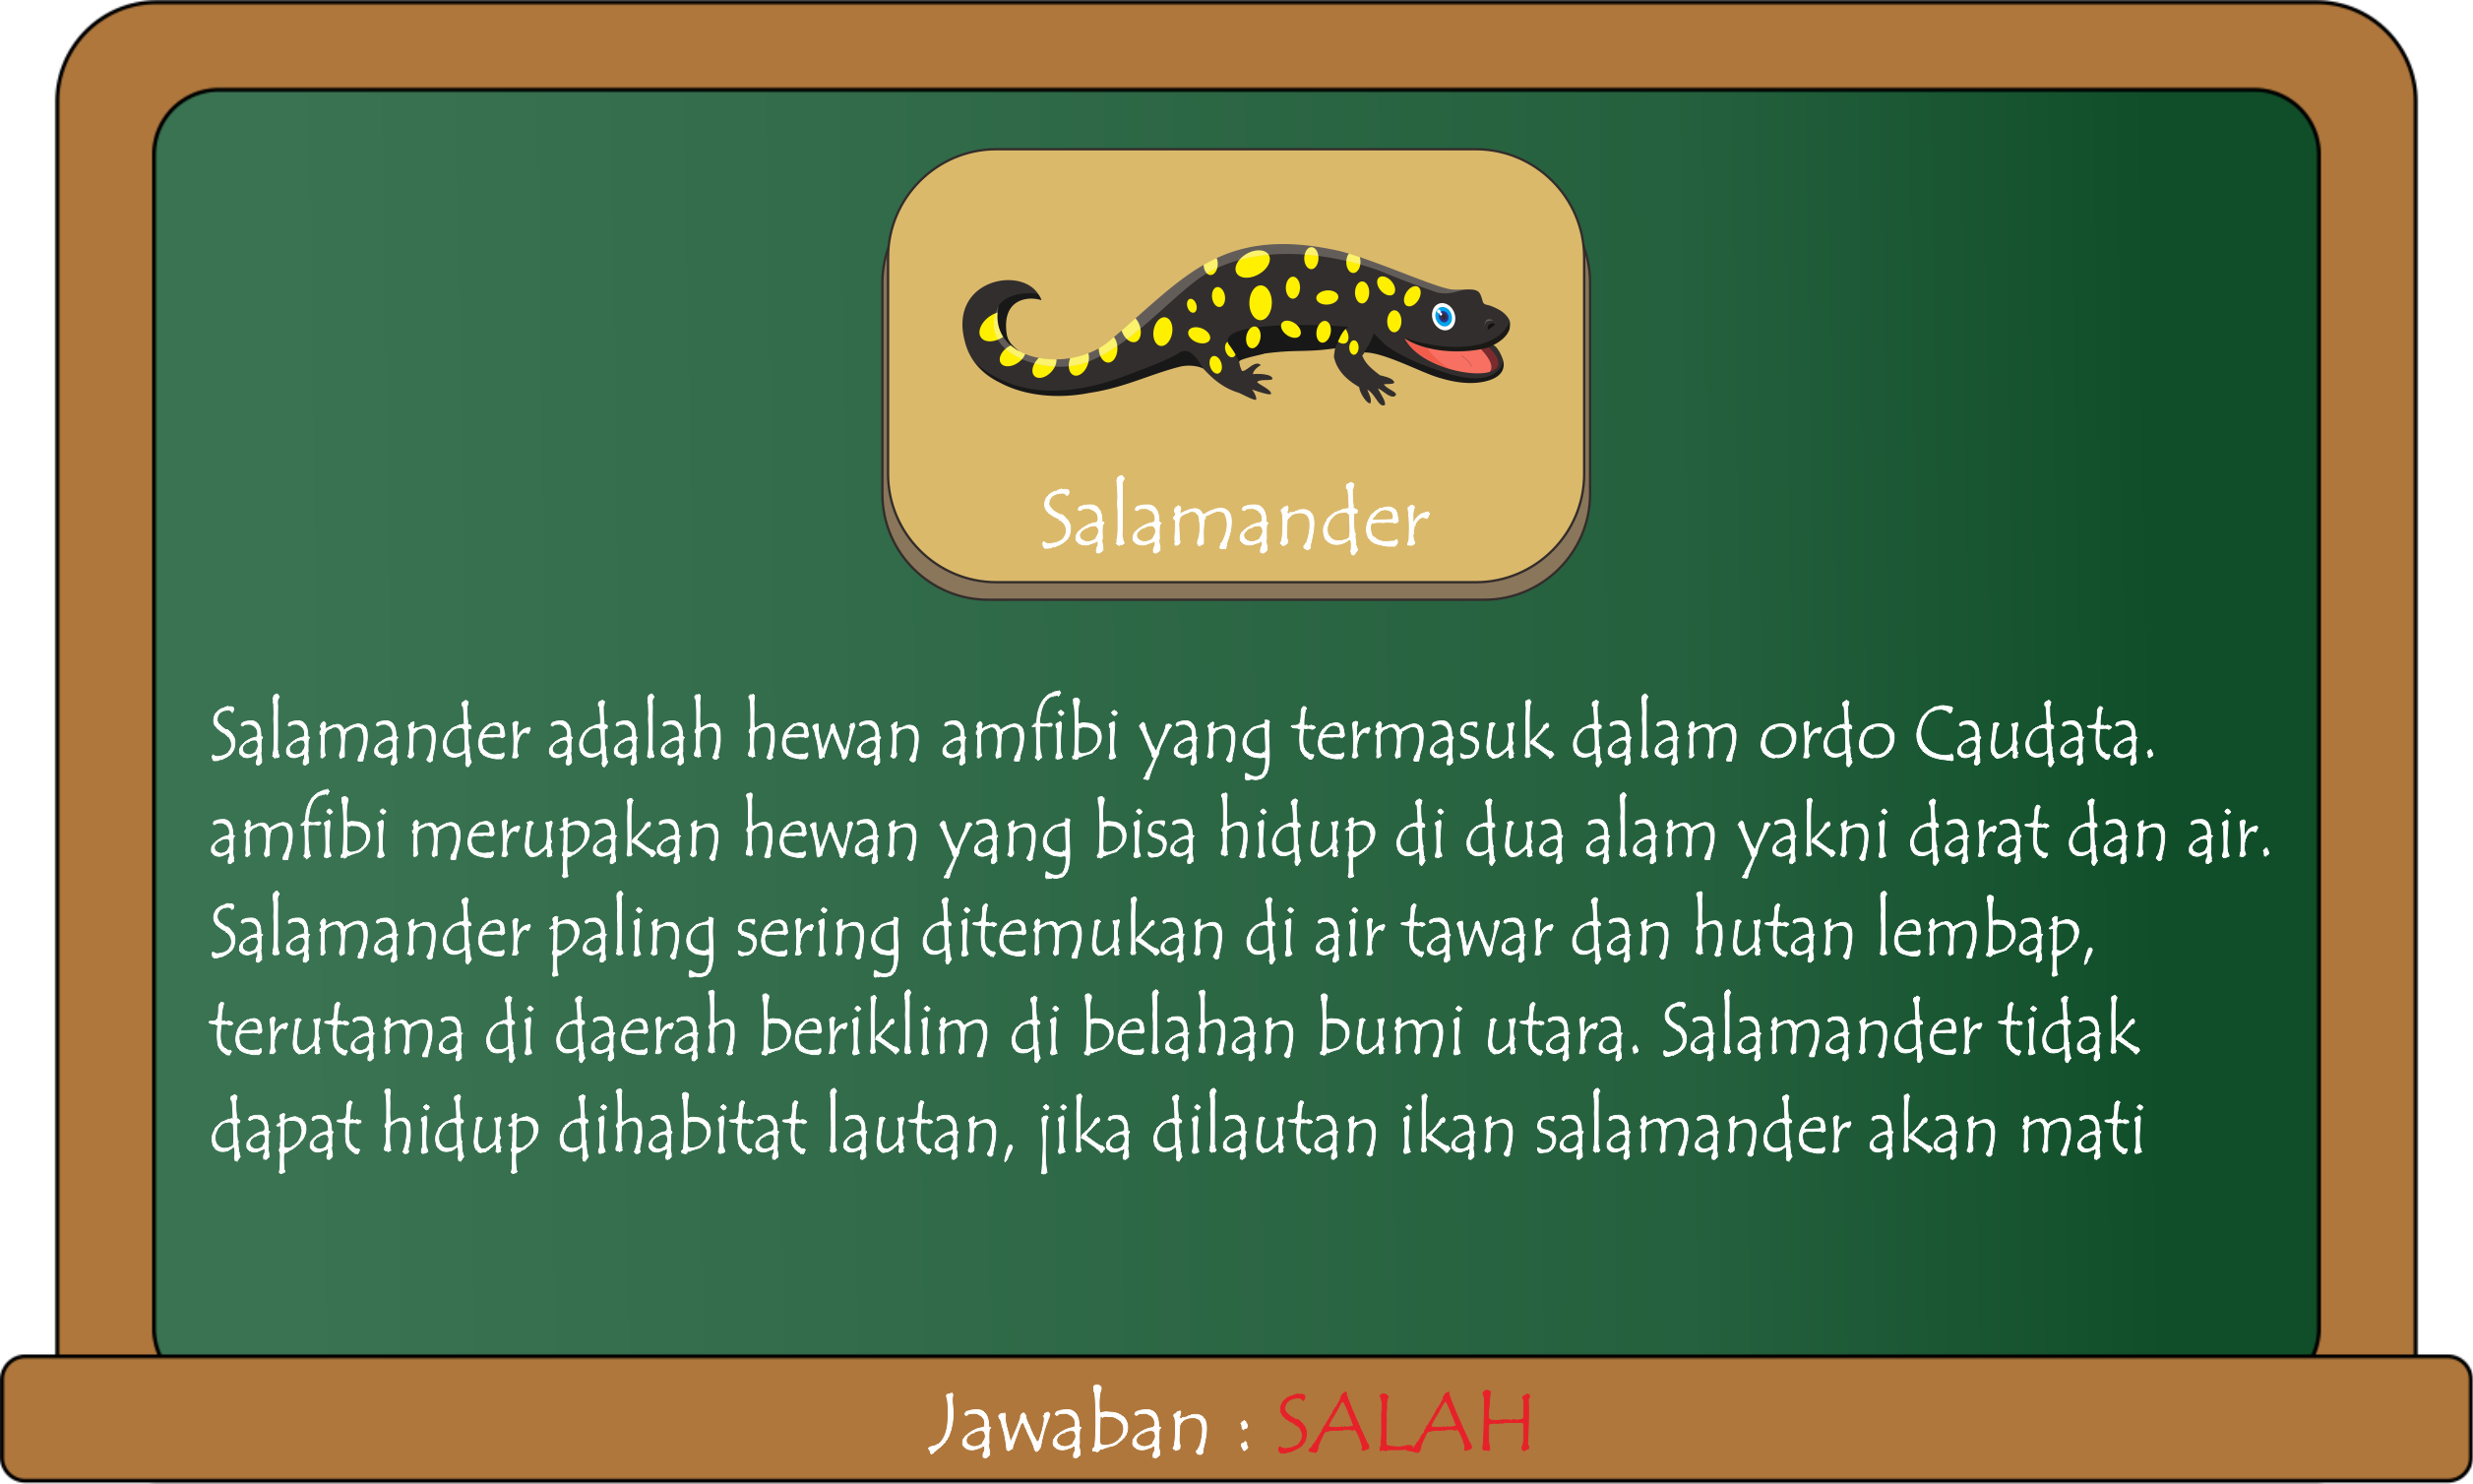 Salamander
Salamander adalah hewan amfibi yang termasuk dalam ordo Caudata.
amfibi merupakan hewan yang bisa hidup di dua alam yakni darat dan air.
Salamander paling sering ditemukan di air tawar dan hutan lembap,
terutama di daerah beriklim di belahan bumi utara. Salamander tidak
dapat hidup dihabitat lautan, jika dilautan ikan salamander akan mati
Jawaban : SALAH